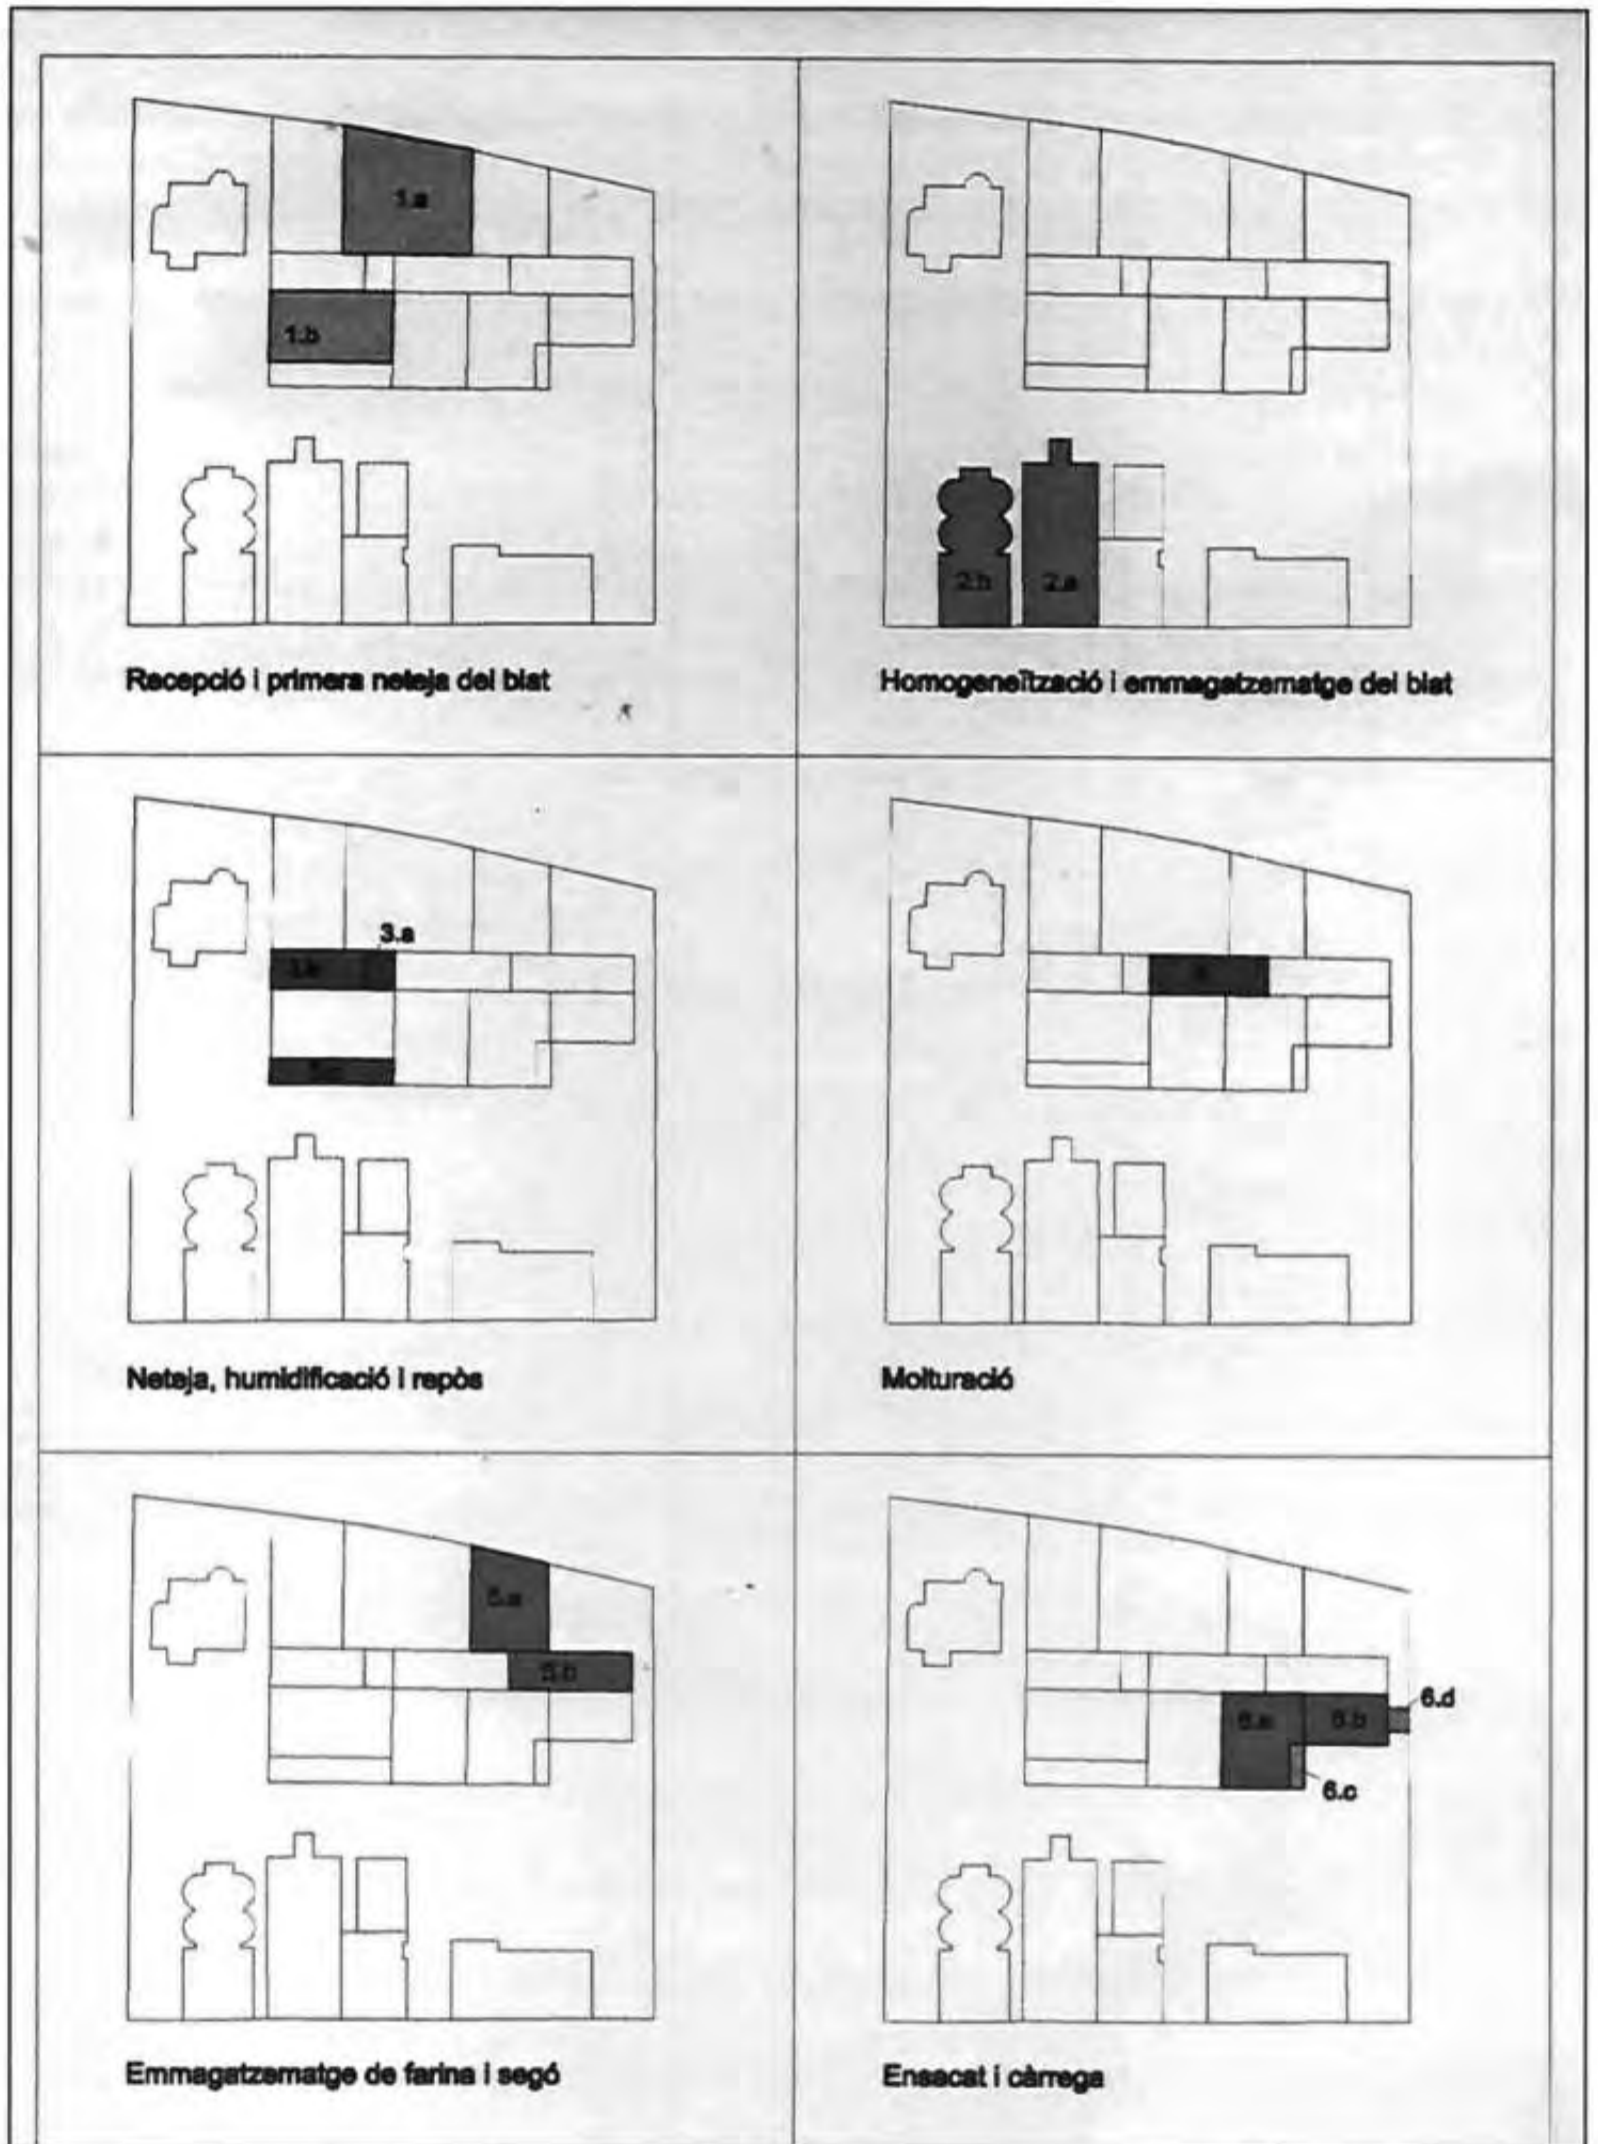 1.a
1.b
Recepció i primera neteja del blat
2.a
Homogeneïtzació i emmagatzematge del blat
3.a
Neteja, humidificació i repòs
Molturació
5.a
5.b
Emmagatzematge de farina i segó
6.a
6.b
6.d
6.c
Ensacat i càrrega